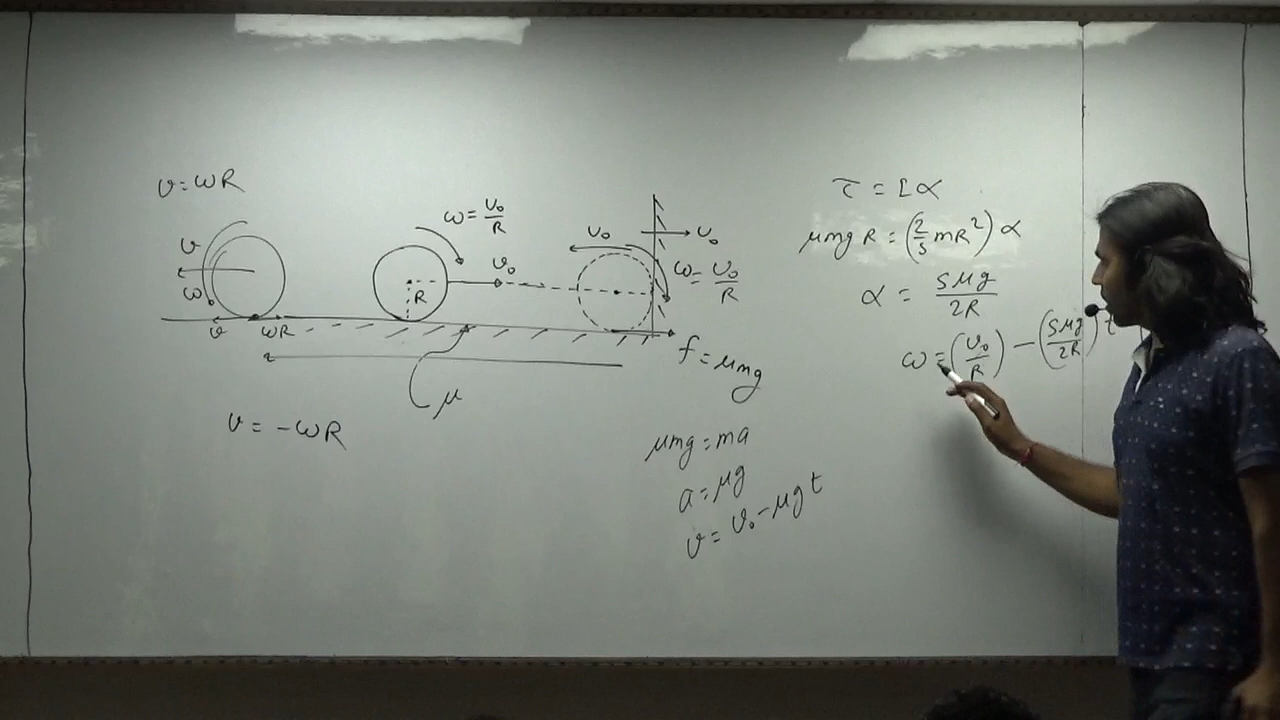 v = ωR
ω = v₀/R
v
ω
v
ωR
R
v₀
v₀
v₀
ω = v₀/R
f = μmg
μ
v = -ωR
μmg = ma
a = μg
v = v₀ - μgt
τ = Iα
μmg R = (2/5 mR²) α
α = 5μg/2R
ω = (v₀/R) - (5μg/2R) t